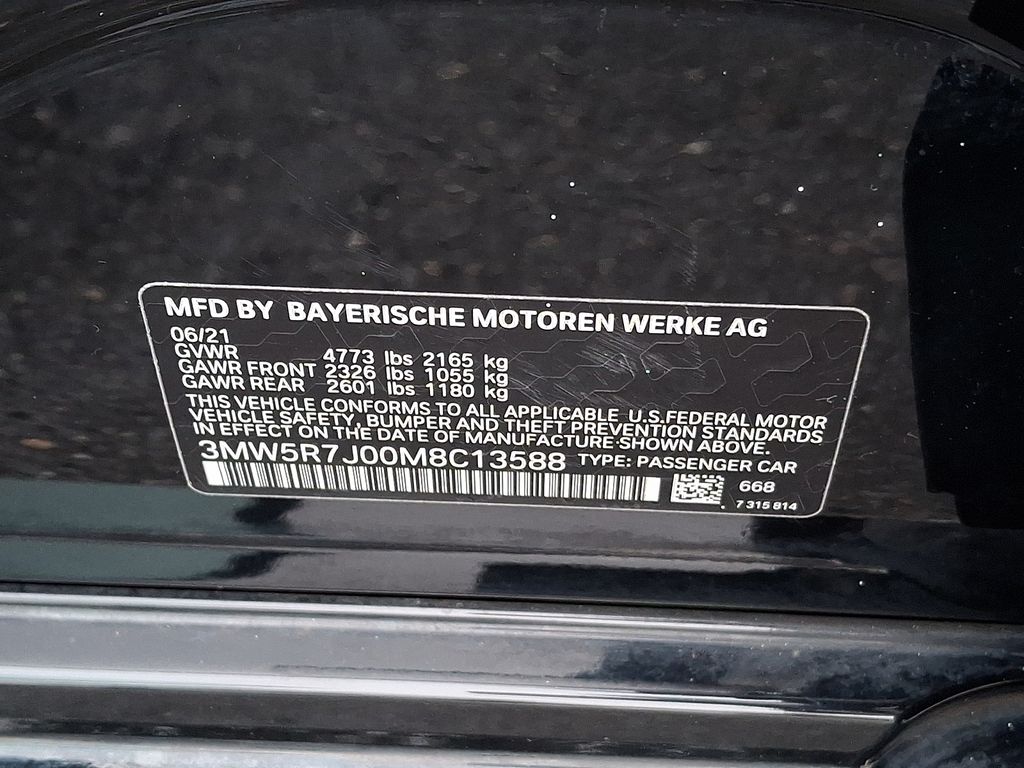 MFD BY BAYERISCHE MOTOREN WERKE AG
06/21
GVWR 4773 lbs 2165 kg
GAWR FRONT 2326 lbs 1055 kg
GAWR REAR 2601 lbs 1180 kg
THIS VEHICLE CONFORMS TO ALL APPLICABLE U.S.FEDERAL MOTOR
VEHICLE SAFETY, BUMPER AND THEFT PREVENTION STANDARDS
IN EFFECT ON THE DATE OF MANUFACTURE SHOWN ABOVE.
3MW5R7J00M8C13588 TYPE: PASSENGER CAR
668
7 315 814